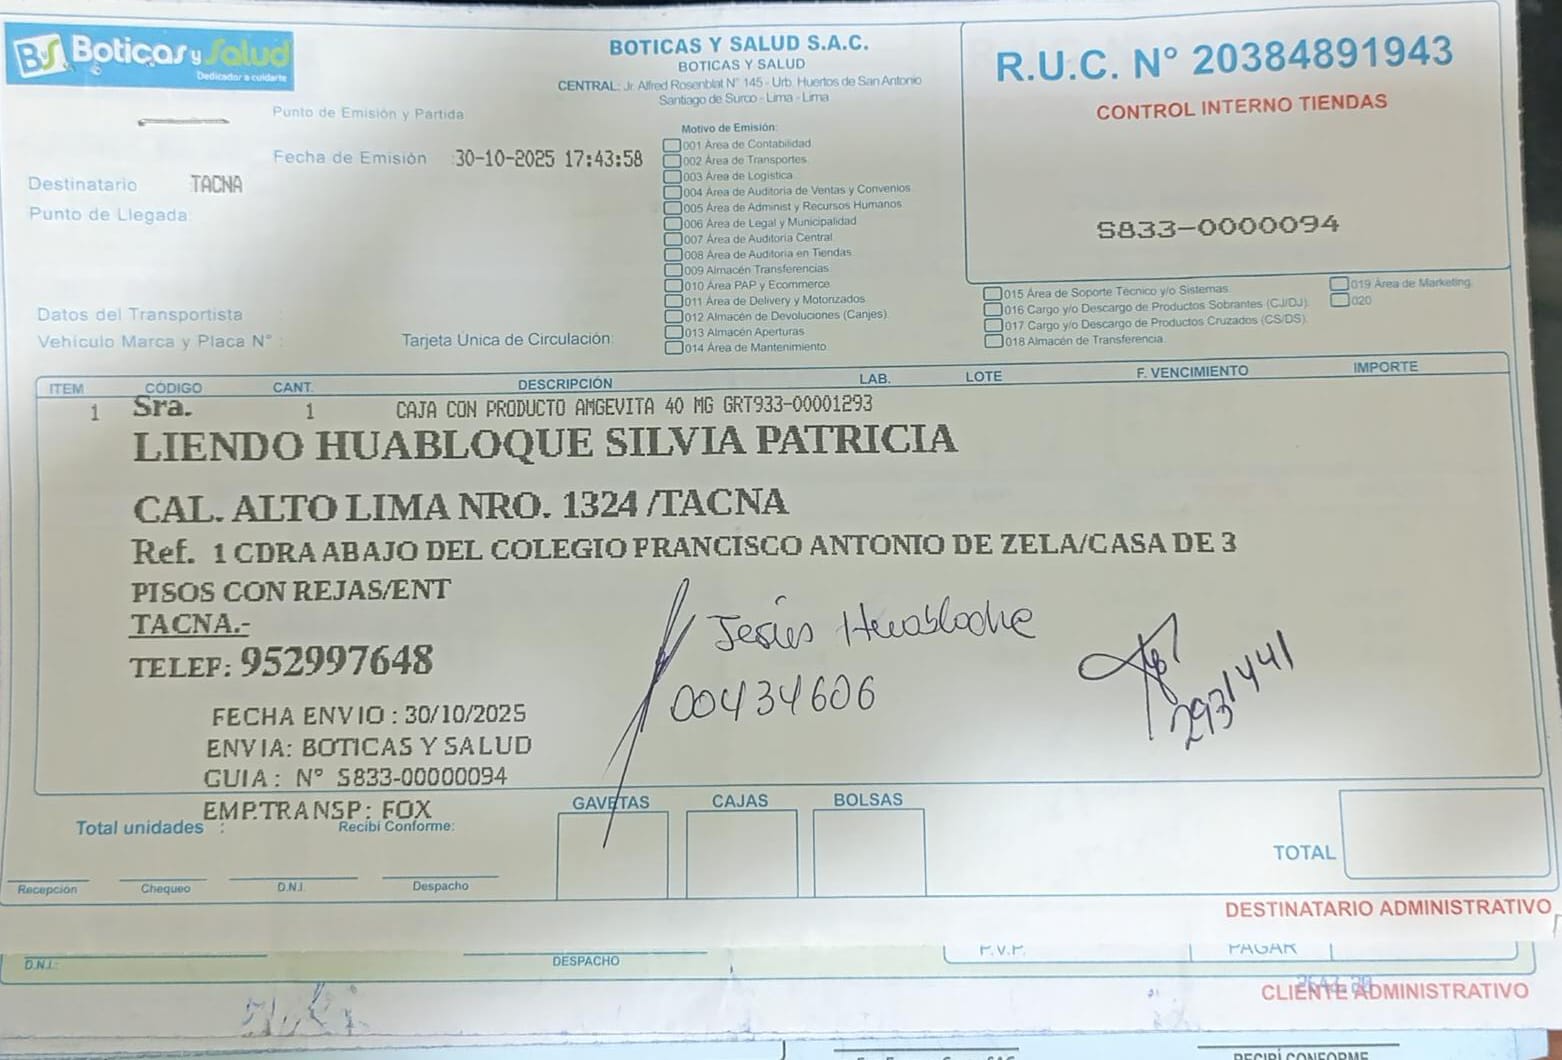 BS Boticas y Salud
Dedicados a cuidarte
BOTICAS Y SALUD S.A.C.
BOTICAS Y SALUD
CENTRAL: Jr. Alfred Rosenblat N° 145 - Urb. Huertos de San Antonio
Santiago de Surco - Lima - Lima
R.U.C. N° 20384891943
CONTROL INTERNO TIENDAS
S833-0000094
Punto de Emisión y Partida
Fecha de Emisión : 30-10-2025 17:43:58
Destinatario : TACNA
Punto de Llegada:
Datos del Transportista :
Vehículo Marca y Placa N° :
Tarjeta Única de Circulación:
Motivo de Emisión:
001 Área de Contabilidad
002 Área de Transportes
003 Área de Logística
004 Área de Auditoria de Ventas y Convenios
005 Área de Administ y Recursos Humanos
006 Área de Legal y Municipalidad
007 Área de Auditoria Central
008 Área de Auditoria en Tiendas
009 Almacén Transferencias
010 Área PAP y Ecommerce
011 Área de Delivery y Motorizados
012 Almacén de Devoluciones (Canjes)
013 Almacén Aperturas
014 Área de Mantenimiento
015 Área de Soporte Técnico y/o Sistemas
016 Cargo y/o Descargo de Productos Sobrantes (CJ/DJ)
017 Cargo y/o Descargo de Productos Cruzados (CS/DS)
018 Almacén de Transferencia
019 Área de Marketing
020
ITEM CÓDIGO CANT. DESCRIPCIÓN LAB. LOTE F. VENCIMIENTO IMPORTE
1 Sra. 1 CAJA CON PRODUCTO AMGEVITA 40 MG GRT933-00001293
LIENDO HUABLOQUE SILVIA PATRICIA
CAL. ALTO LIMA NRO. 1324 /TACNA
Ref. 1 CDRA ABAJO DEL COLEGIO FRANCISCO ANTONIO DE ZELA/CASA DE 3
PISOS CON REJAS/ENT
TACNA.-
TELEF: 952997648
Jesús Huabloche
00434606
2931441
FECHA ENVIO : 30/10/2025
ENVIA: BOTICAS Y SALUD
GUIA : N° S833-00000094
EMP.TRANSP: FOX
Total unidades :
Recibí Conforme:
GAVETAS CAJAS BOLSAS
TOTAL
Recepción Chequeo D.N.I. Despacho
DESTINATARIO ADMINISTRATIVO
D.N.I.: DESPACHO P.V.P. PAGAR
CLIENTE ADMINISTRATIVO
RECIBÍ CONFORME